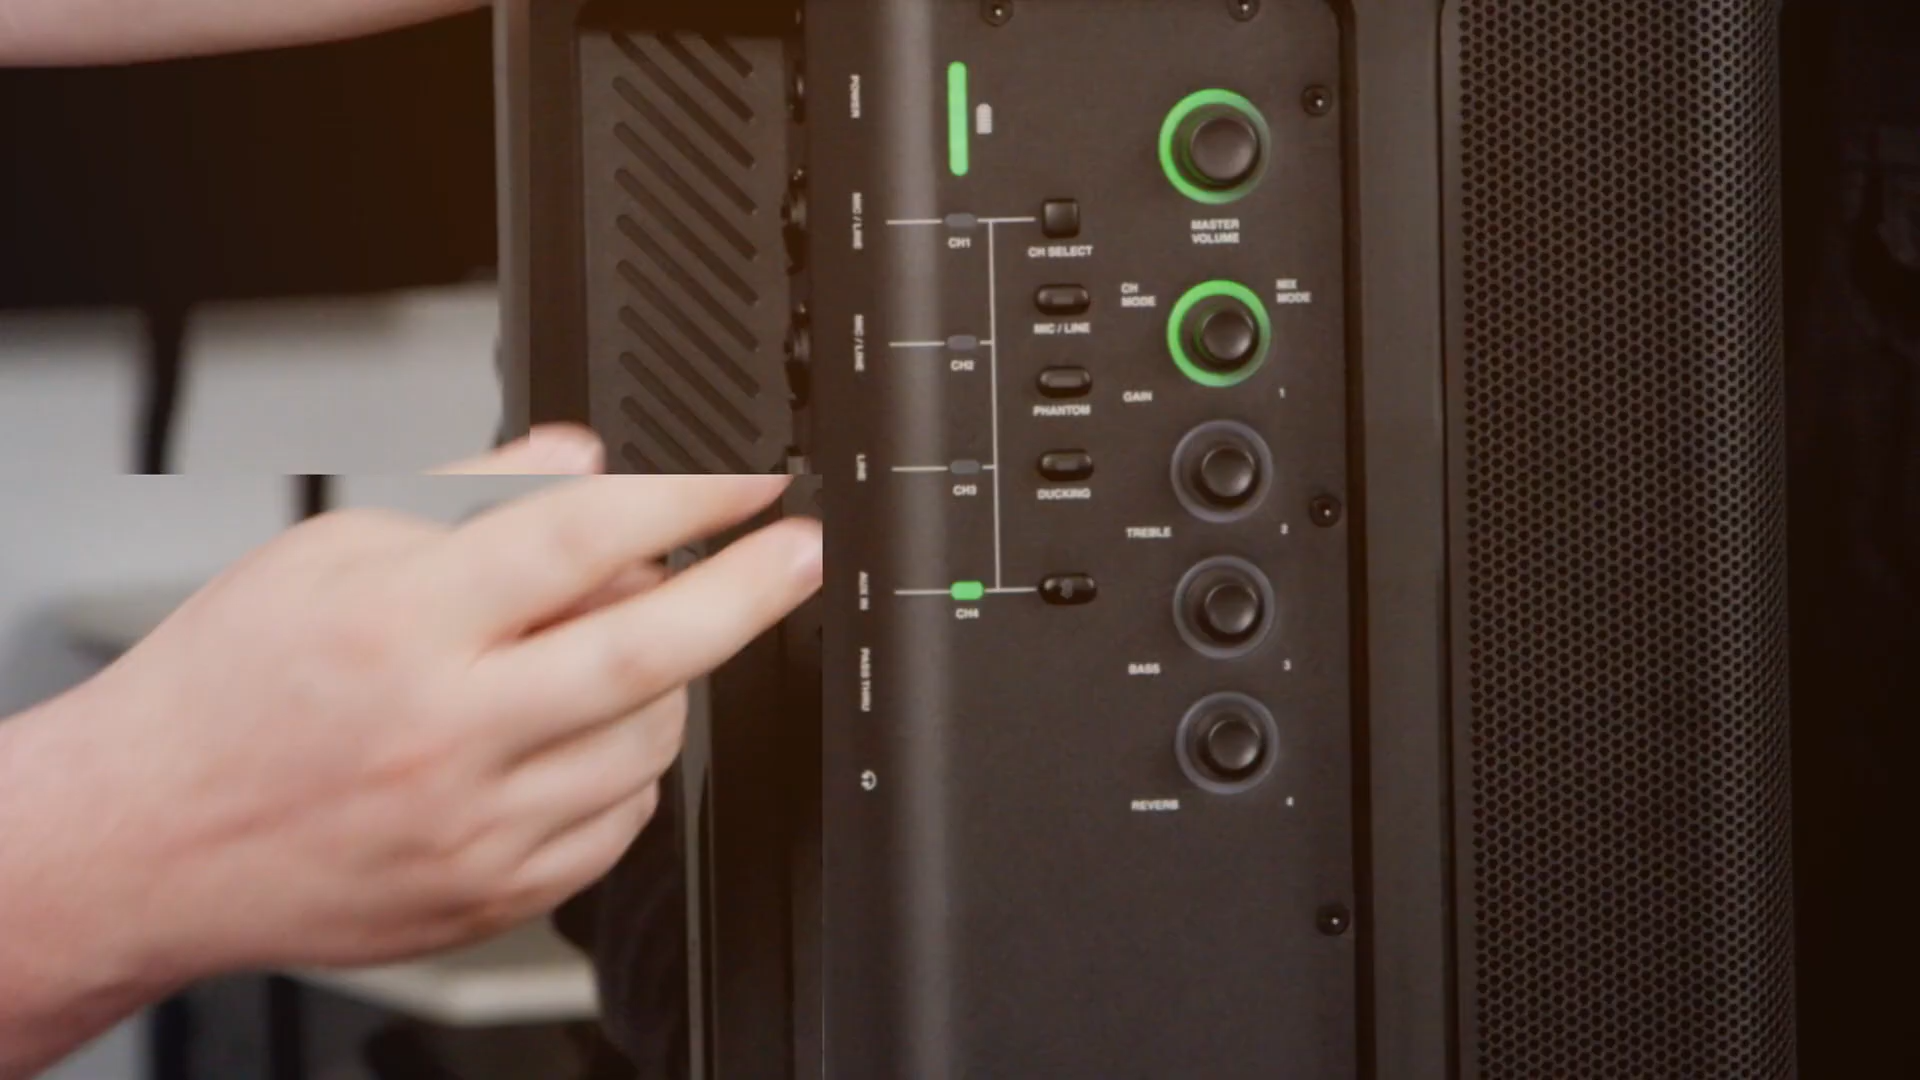 POWER
MIC / LINE
CH1
CH SELECT
MASTER
VOLUME
MIC / LINE
CH2
MIC / LINE
CH
MODE
MIX
MODE
PHANTOM
GAIN
1
LINE
CH3
DUCKING
TREBLE
2
AUX IN
CH4
BASS
3
PASS THRU
REVERB
4